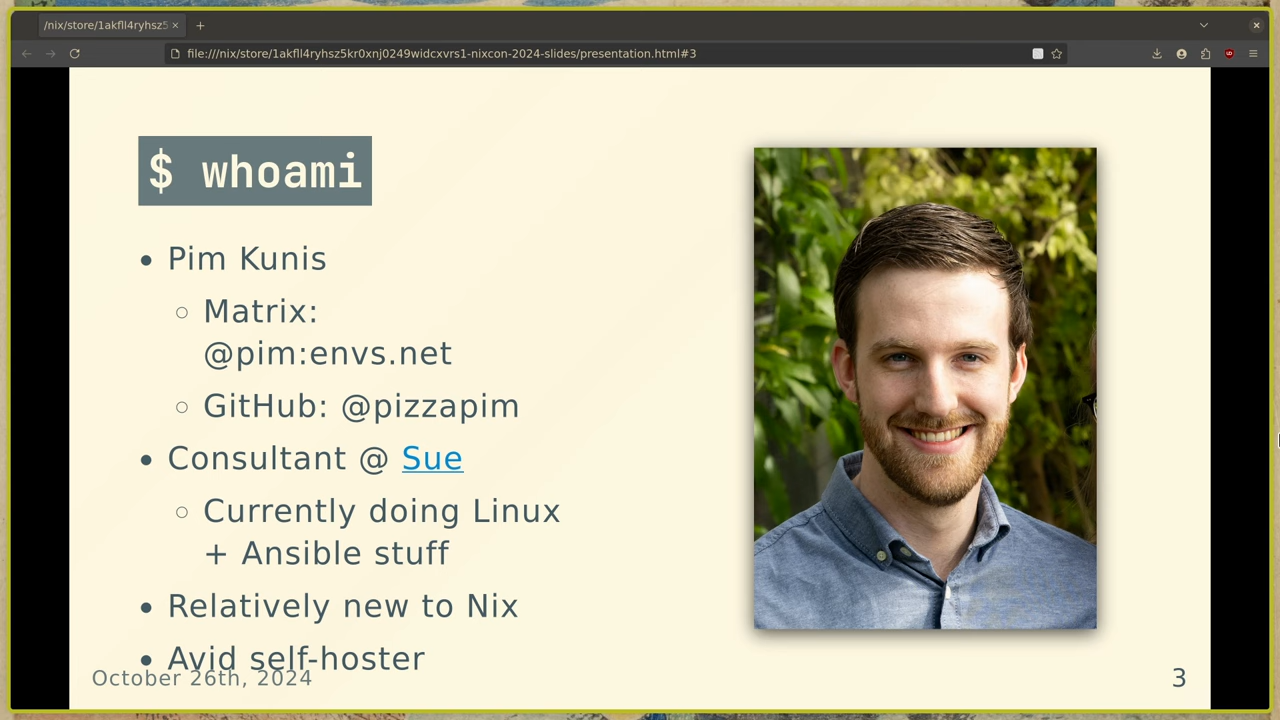 /nix/store/1akfll4ryhsz5
file:///nix/store/1akfll4ryhsz5kr0xnj0249widcxvrs1-nixcon-2024-slides/presentation.html#3
$ whoami
• Pim Kunis
○ Matrix:
@pim:envs.net
○ GitHub: @pizzapim
• Consultant @ Sue
○ Currently doing Linux
+ Ansible stuff
• Relatively new to Nix
• Avid self-hoster
October 26th, 2024
3